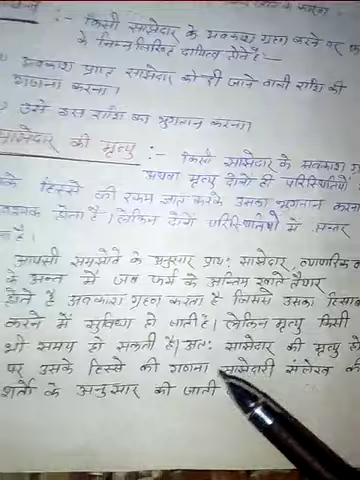 :- किसी साझेदार के अवकाश ग्रहण करने पर
के निम्नलिखित दायित्व होते हैं:-
अवकाश प्राप्त साझेदार को दी जाने वाली राशि की
गणना करना।
उसे इस राशि का भुगतान करना।
साझेदार की मृत्यु :- किसी साझेदार के अवकाश
अथवा मृत्यु दोनों ही परिस्थितियों
के हिस्से की रकम ज्ञात करके उसका भुगतान करना
होता है। लेकिन दोनों परिस्थितियों में अन्तर
है।
आपसी समझौते के अनुसार प्रायः साझेदार, व्यापारिक
के अन्त में जब फर्म के अन्तिम खाते तैयार
होते हैं अवकाश ग्रहण करता है जिससे उसका हिसाब
करने में सुविधा हो जाती है। लेकिन मृत्यु किसी
भी समय हो सकती है। अतः साझेदार की मृत्यु हो
पर उसके हिस्से की गणना साझेदारी संलेख की
शर्तों के अनुसार की जाती